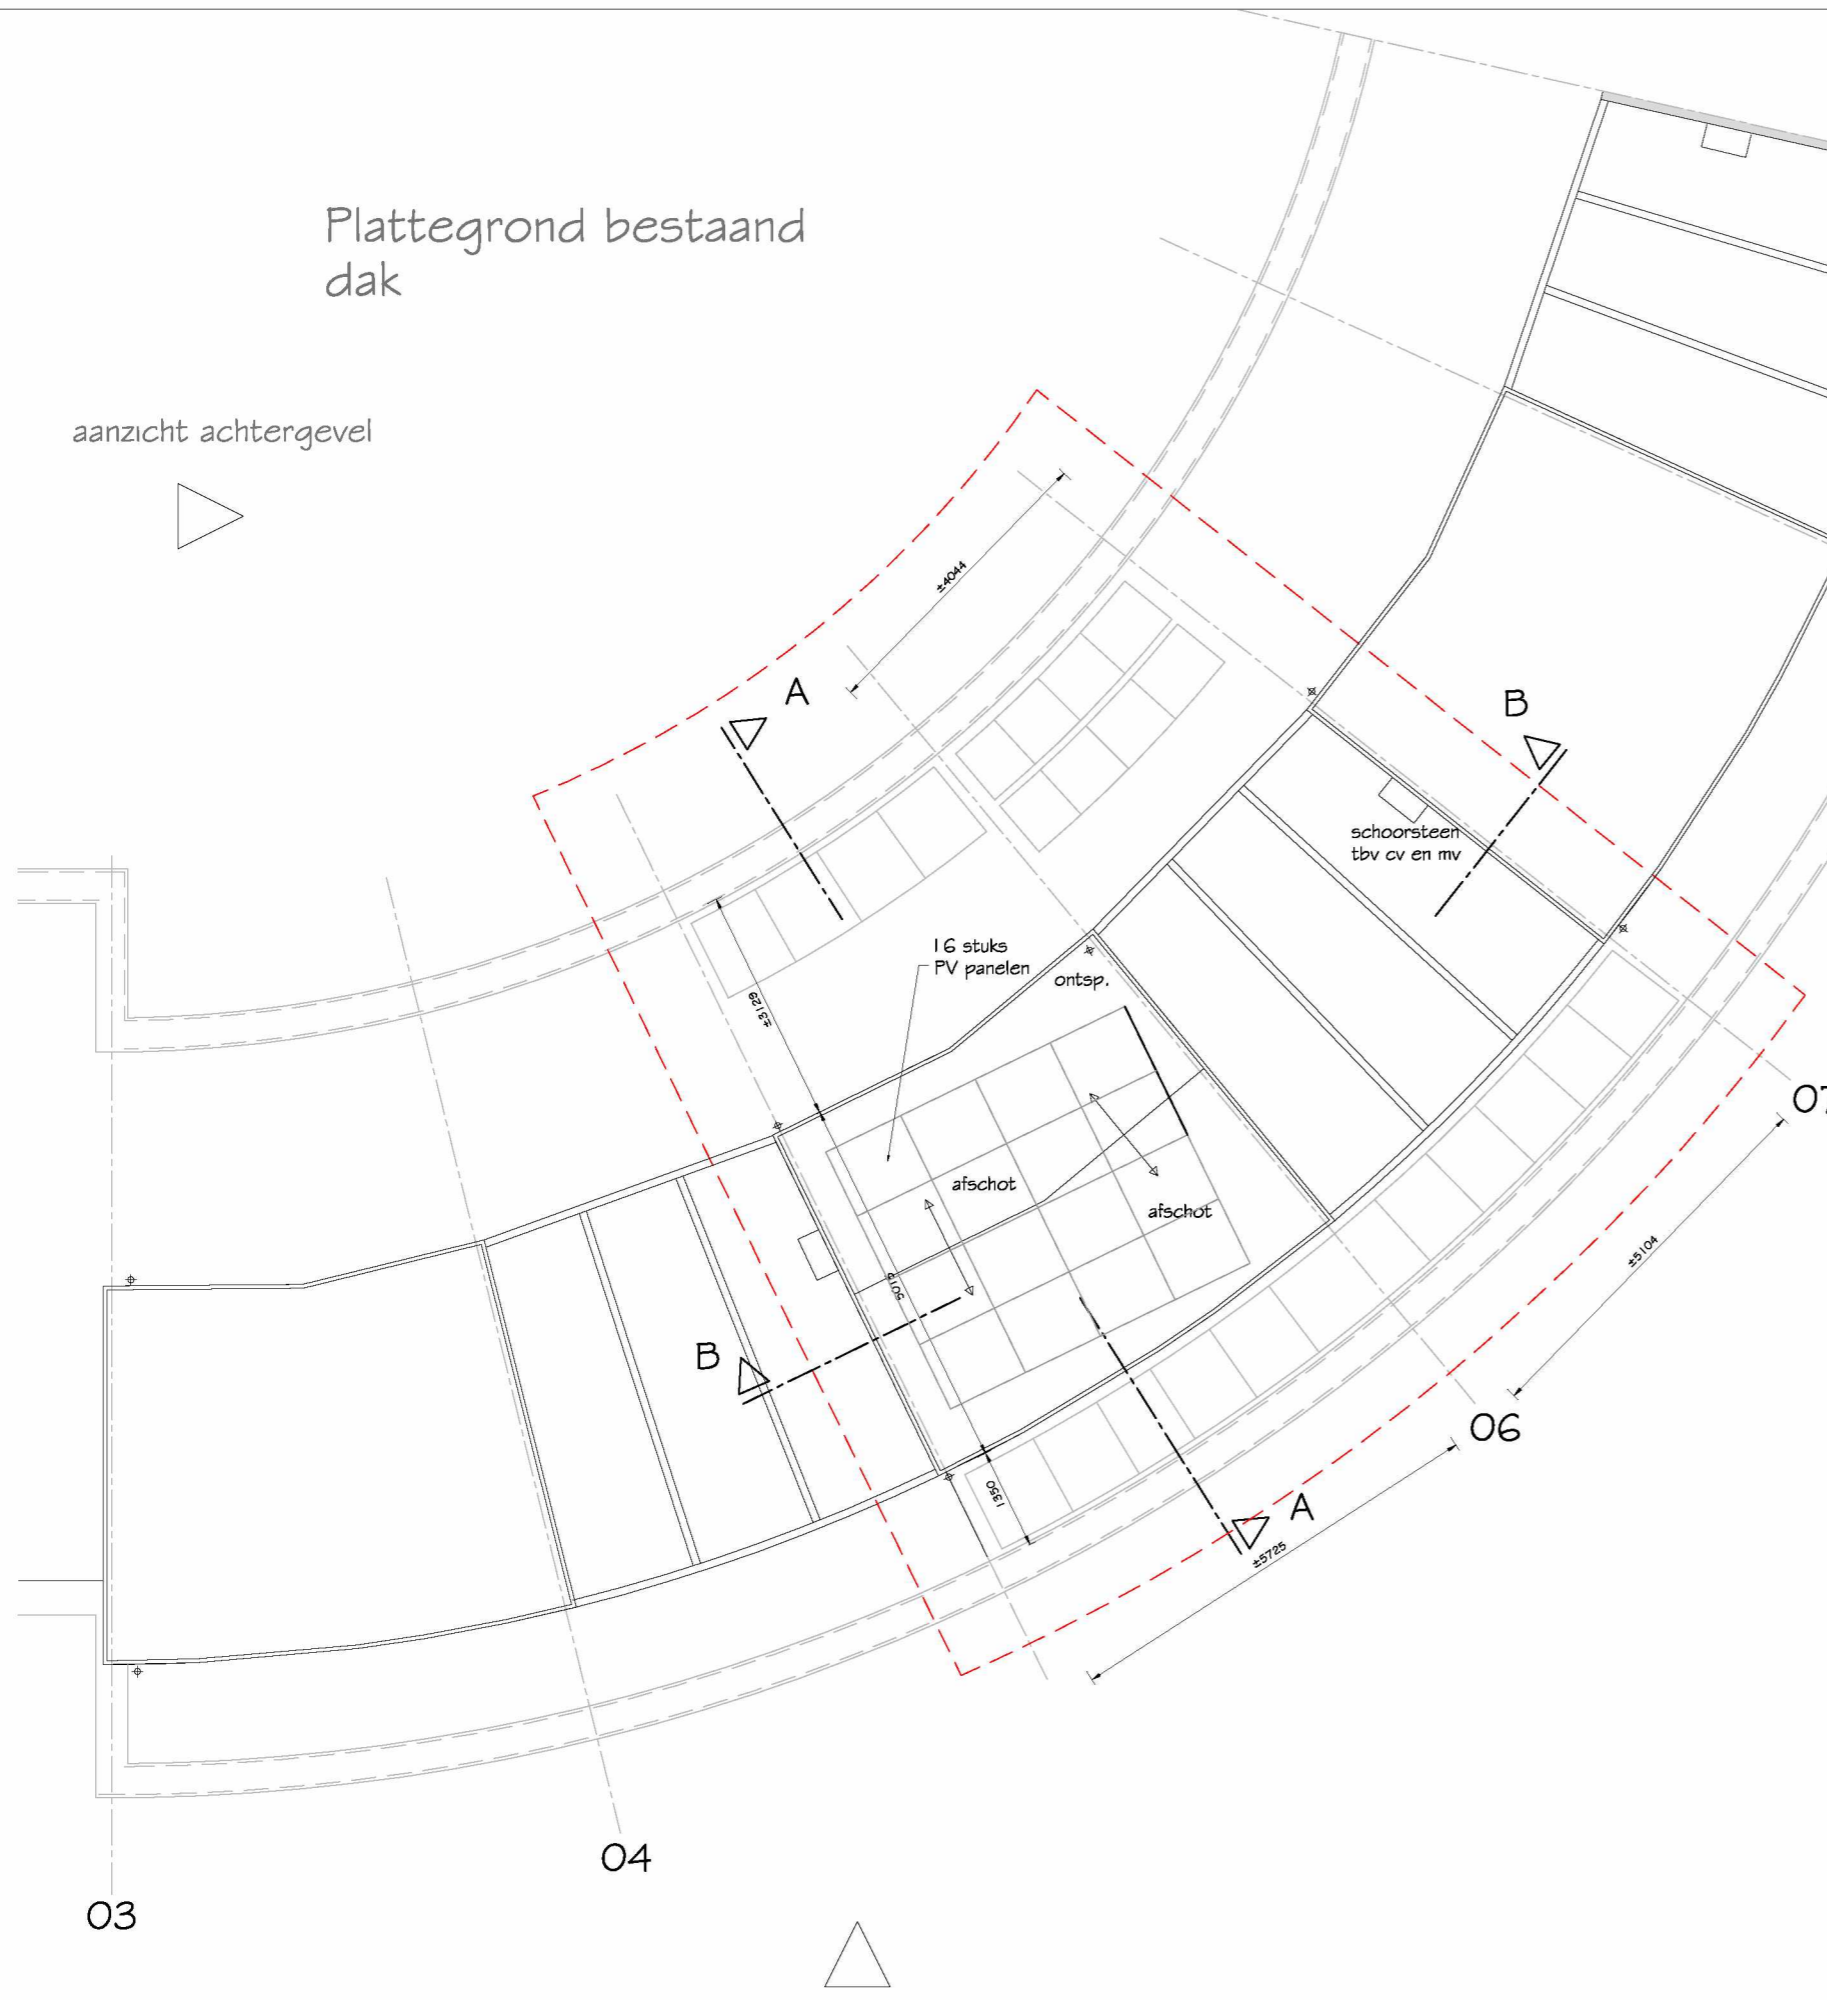 Plattegrond bestaand
dak
aanzicht achtergevel
±4044
A
B
schoorsteen
tbv cv en mv
16 stuks
PV panelen
ontsp.
±3129
07
afschot
afschot
±5104
5019
B
06
1350
A
±5725
04
03